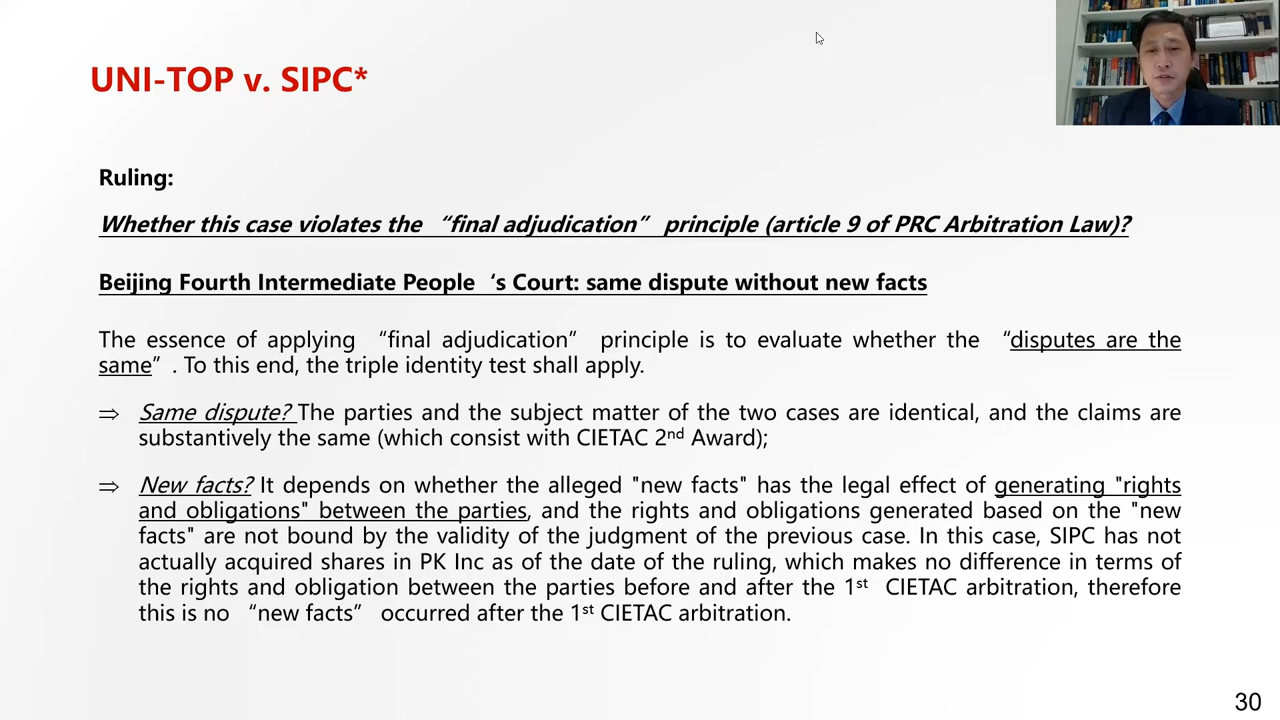 UNI-TOP v. SIPC*
Ruling:
Whether this case violates the “final adjudication” principle (article 9 of PRC Arbitration Law)?
Beijing Fourth Intermediate People ‘s Court: same dispute without new facts
The essence of applying “final adjudication” principle is to evaluate whether the “disputes are the
same” . To this end, the triple identity test shall apply.
⇒ Same dispute? The parties and the subject matter of the two cases are identical, and the claims are
substantively the same (which consist with CIETAC 2nd Award);
⇒ New facts? It depends on whether the alleged "new facts" has the legal effect of generating "rights
and obligations" between the parties, and the rights and obligations generated based on the "new
facts" are not bound by the validity of the judgment of the previous case. In this case, SIPC has not
actually acquired shares in PK Inc as of the date of the ruling, which makes no difference in terms of
the rights and obligation between the parties before and after the 1st CIETAC arbitration, therefore
this is no “new facts” occurred after the 1st CIETAC arbitration.
30